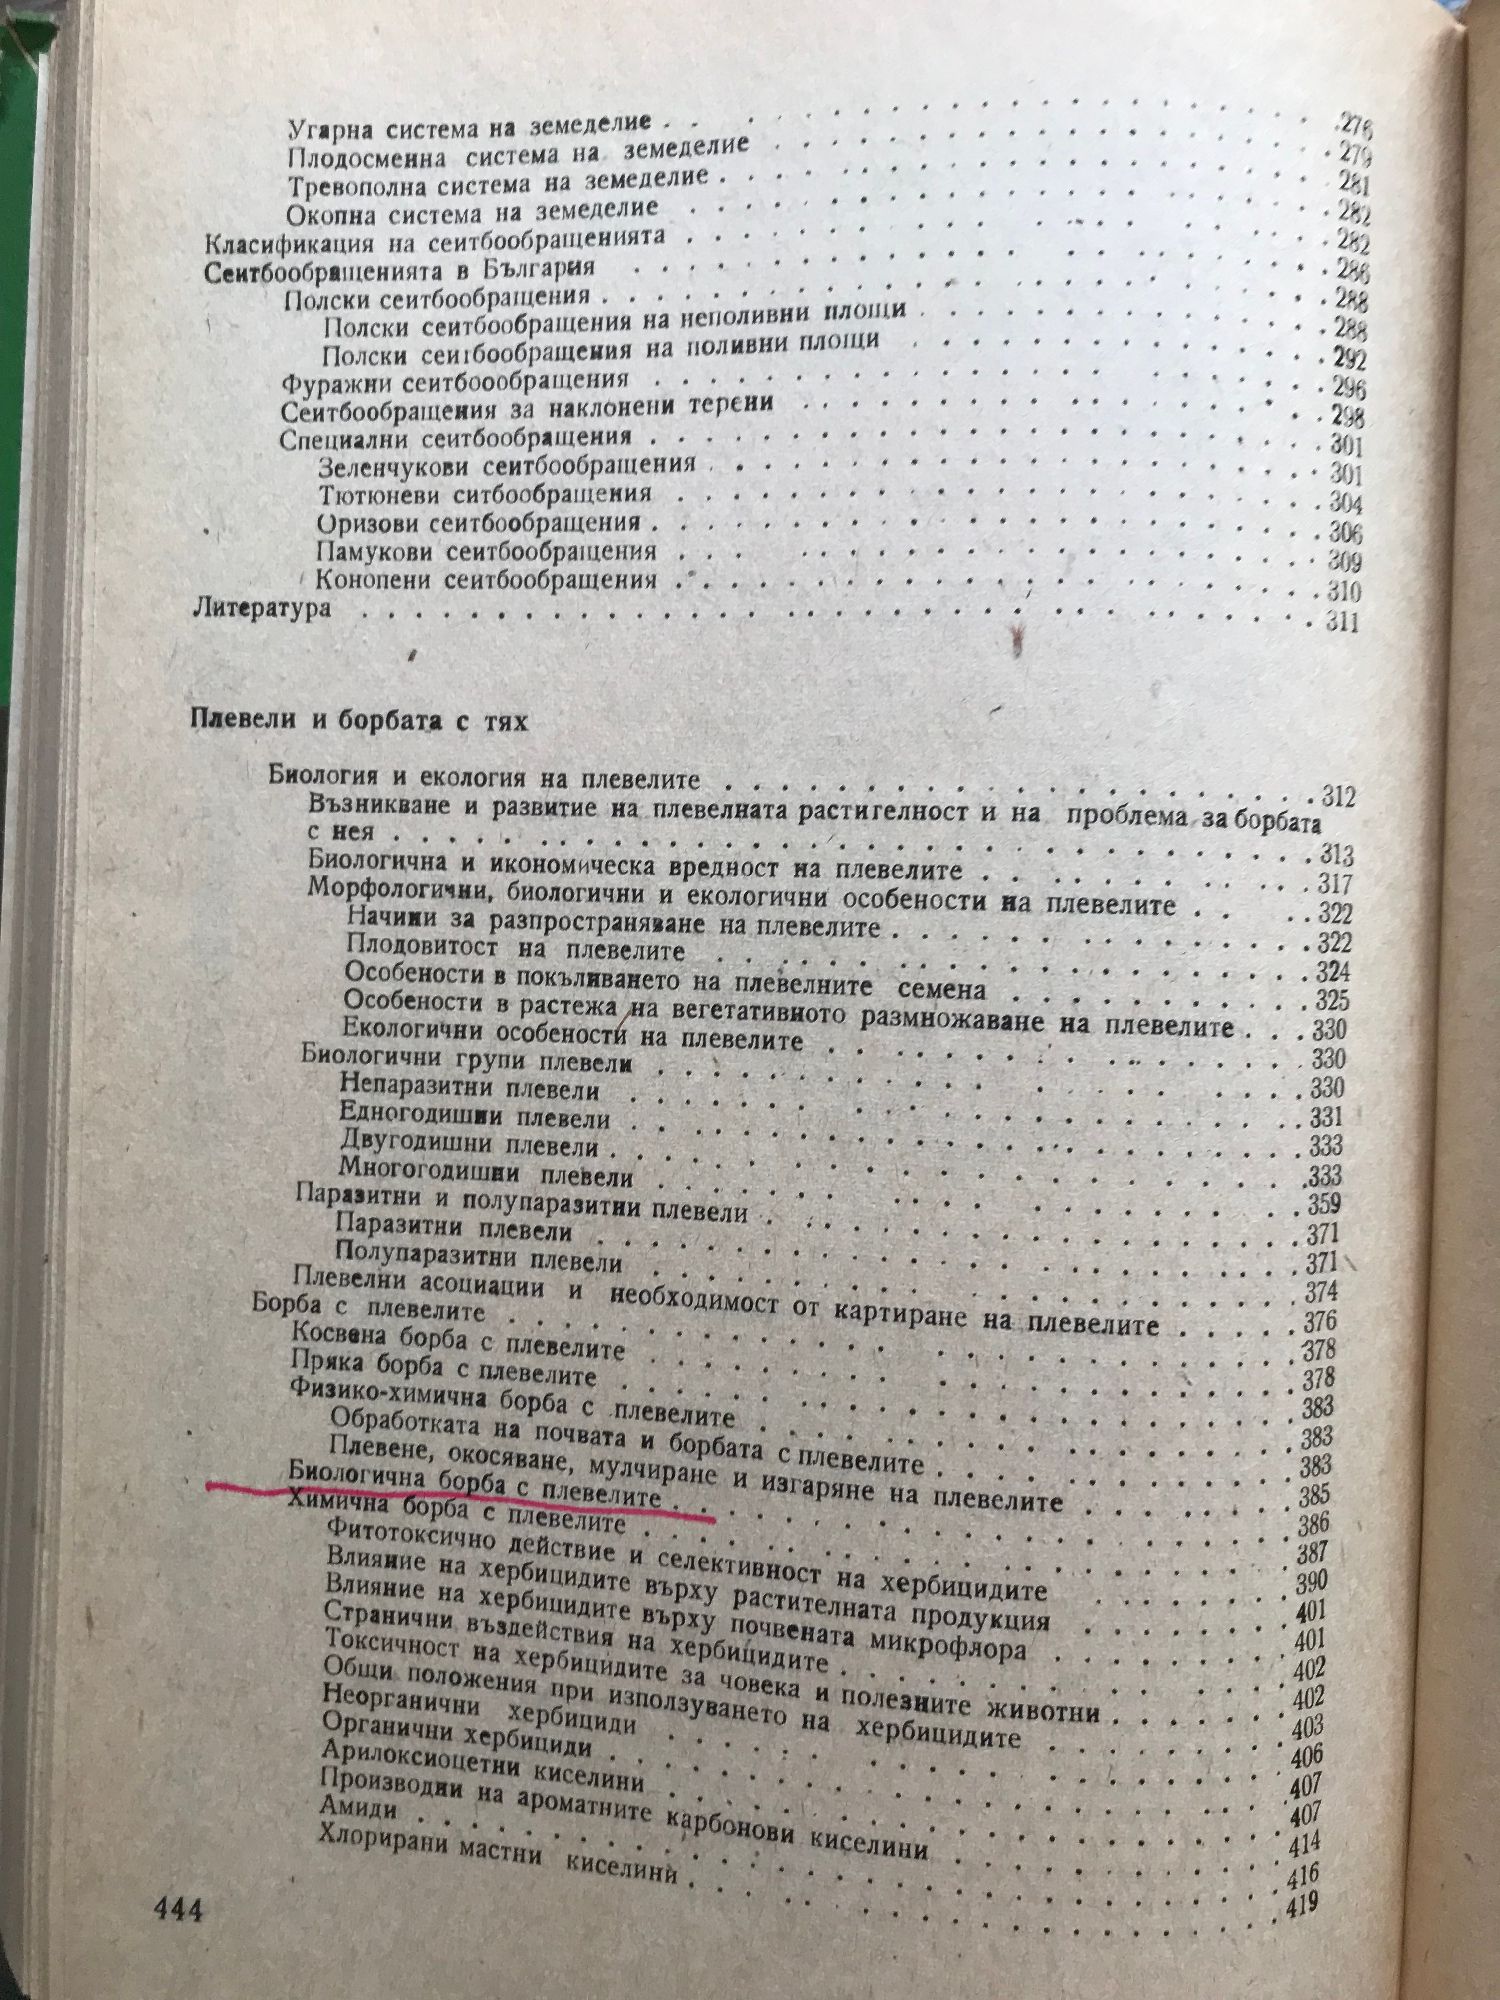 Угарна система на земеделие . . . . 276
Плодосменна система на земеделие . . . . 279
Тревополна система на земеделие . . . . 281
Окопна система на земеделие . . . . 282
Класификация на сеитбообращенията . . . . 282
Сеитбообращенията в България . . . . 286
Полски сеитбообращения . . . . 288
Полски сеитбообращения на неполивни площи . . . . 288
Полски сеитбообращения на поливни площи . . . . 292
Фуражни сеитбоообращения . . . . 296
Сеитбообращения за наклонени терени . . . . 298
Специални сеитбообращения . . . . 301
Зеленчукови сеитбообращения . . . . 301
Тютюневи ситбообращения . . . . 304
Оризови сеитбообращения . . . . 306
Памукови сеитбообращения . . . . 309
Конопени сеитбообращения . . . . 310
Литература . . . . 311
Плевели и борбата с тях
Биология и екология на плевелите . . . . 312
Възникване и развитие на плевелната растителност и на проблема за борбата
с нея . . . . 313
Биологична и икономическа вредност на плевелите . . . . 317
Морфологични, биологични и екологични особености на плевелите . . . . 322
Начини за разпространяване на плевелите . . . . 322
Плодовитост на плевелите . . . . 324
Особености в покълването на плевелните семена . . . . 325
Особености в растежа на вегетативното размножаване на плевелите . . . 330
Екологични особености на плевелите . . . . 330
Биологични групи плевели . . . . 330
Непаразитни плевели . . . . 331
Едногодишни плевели . . . . 333
Двугодишни плевели . . . . 333
Многогодишни плевели . . . . 359
Паразитни и полупаразитни плевели . . . . 371
Паразитни плевели . . . . 371
Полупаразитни плевели . . . . 374
Плевелни асоциации и необходимост от картиране на плевелите . . . . 376
Борба с плевелите . . . . 378
Косвена борба с плевелите . . . . 378
Пряка борба с плевелите . . . . 383
Физико-химична борба с плевелите . . . . 383
Обработката на почвата и борбата с плевелите . . . . 383
Плевене, окосяване, мулчиране и изгаряне на плевелите . . . . 385
Биологична борба с плевелите . . . . 386
Химична борба с плевелите . . . . 387
Фитотоксично действие и селективност на хербицидите . . . . 390
Влияние на хербицидите върху растителната продукция . . . . 401
Влияние на хербицидите върху почвената микрофлора . . . . 401
Странични въздействия на хербицидите . . . . 402
Токсичност на хербицидите за човека и полезните животни . . . . 402
Общи положения при използуването на хербицидите . . . . 403
Неорганични хербициди . . . . 406
Органични хербициди . . . . 407
Арилоксиоцетни киселини . . . . 407
Производни на ароматните карбонови киселини . . . . 414
Амиди . . . . 416
Хлорирани мастни киселини . . . . 419
444